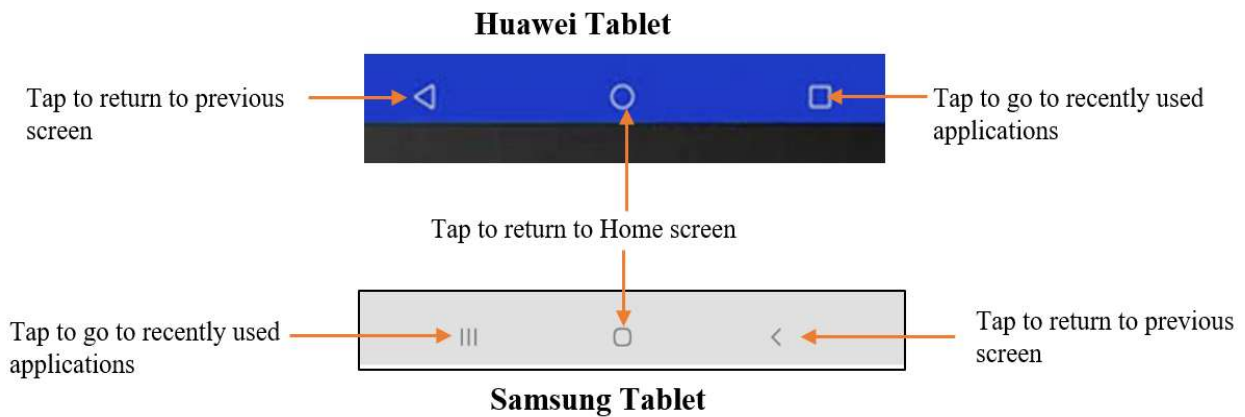 Huawei Tablet
Tap to return to previous
screen
Tap to go to recently used
applications
Tap to return to Home screen
Tap to go to recently used
applications
Tap to return to previous
screen
Samsung Tablet